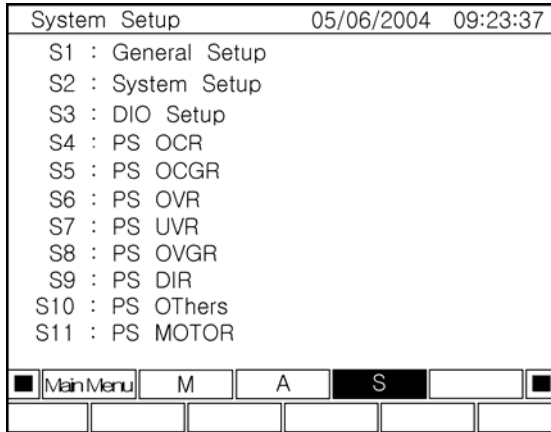 System Setup 05/06/2004 09:23:37
S1 : General Setup
S2 : System Setup
S3 : DIO Setup
S4 : PS OCR
S5 : PS OCGR
S6 : PS OVR
S7 : PS UVR
S8 : PS OVGR
S9 : PS DIR
S10 : PS OThers
S11 : PS MOTOR
■ Main Menu M A S ■